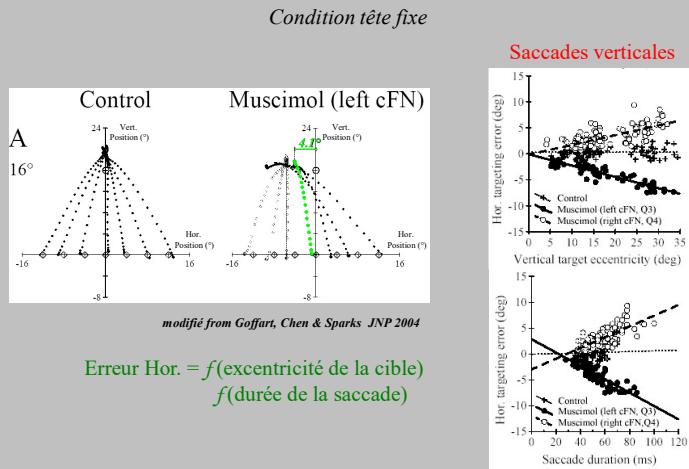 Condition tête fixe
Saccades verticales
Control
Muscimol (left cFN)
A
16°
24
Vert.
Position (°)
Hor.
Position (°)
-16
16
-8
24
Vert.
Position (°)
4.1°
Hor.
Position (°)
-16
16
-8
modifié from Goffart, Chen & Sparks JNP 2004
Erreur Hor. = f(excentricité de la cible)
f(durée de la saccade)
Hor. targeting error (deg)
15
10
5
0
-5
-10
-15
Control
Muscimol (left cFN, Q3)
Muscimol (right cFN, Q4)
0 5 10 15 20 25 30 35
Vertical target eccentricity (deg)
Hor. targeting error (deg)
15
10
5
0
-5
-10
-15
Control
Muscimol (left cFN, Q3)
Muscimol (right cFN,Q4)
0 20 40 60 80 100 120
Saccade duration (ms)